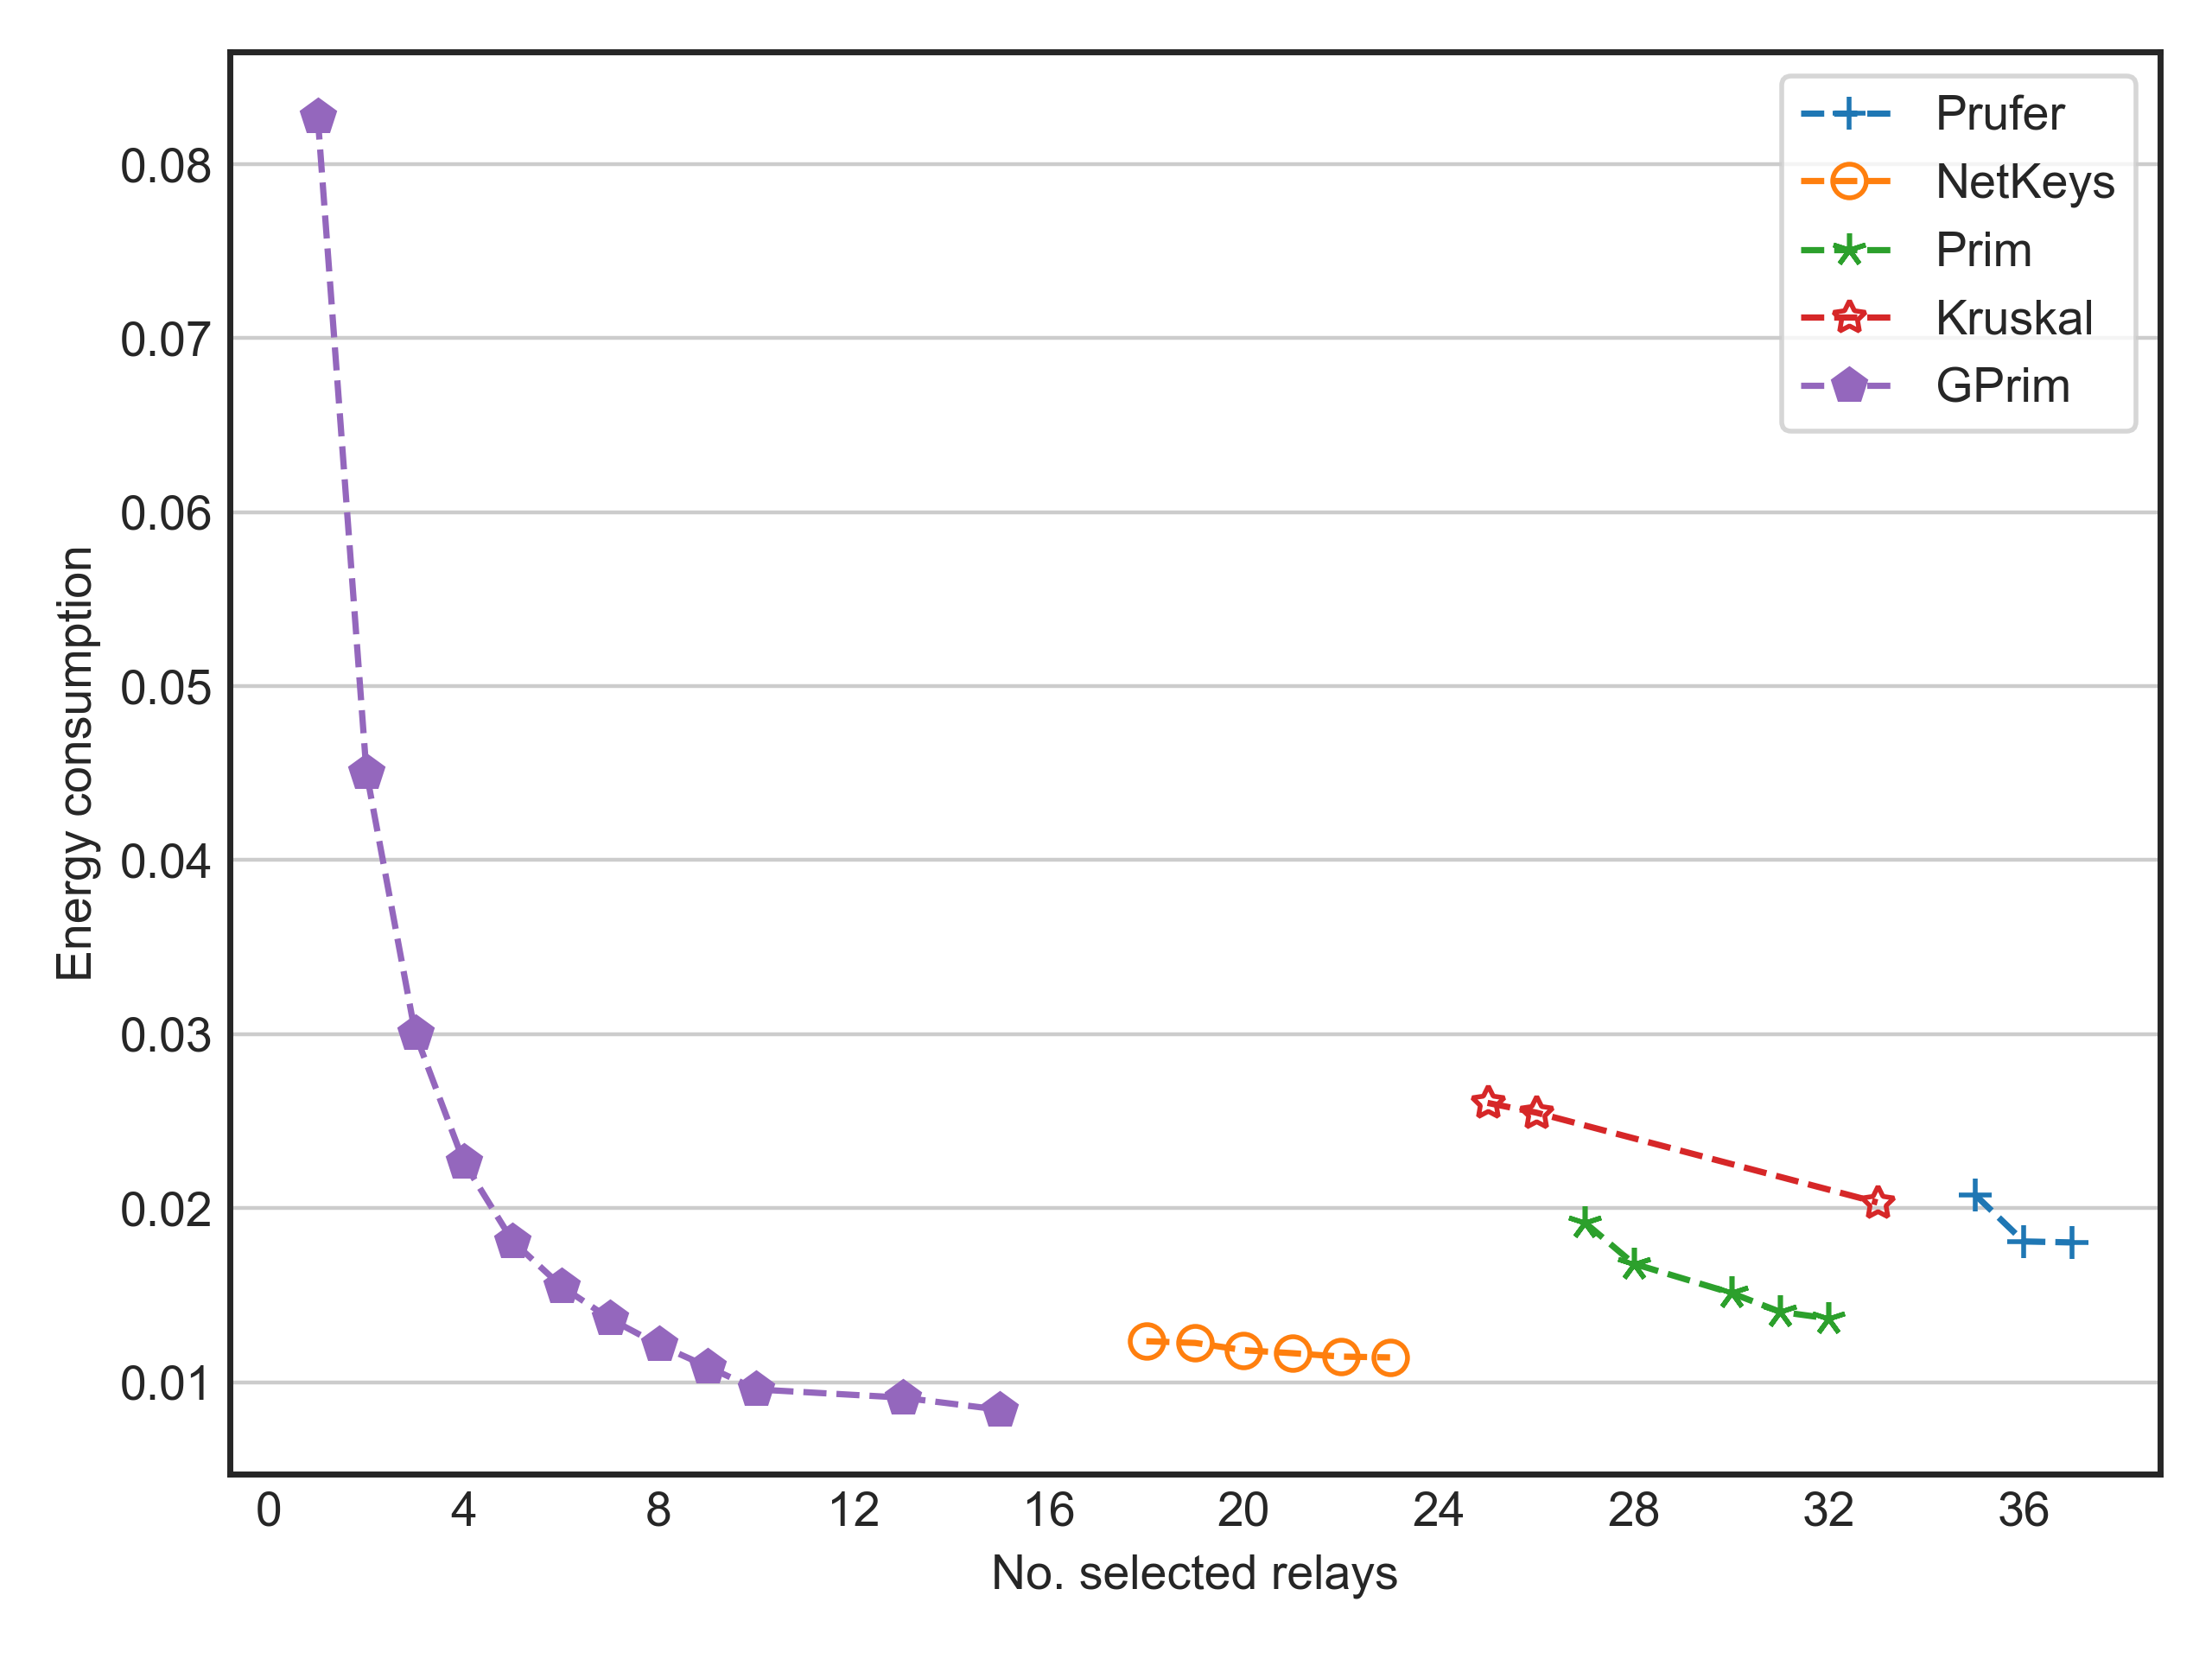 Prufer
NetKeys
Prim
Kruskal
GPrim
Energy consumption
0.08
0.07
0.06
0.05
0.04
0.03
0.02
0.01
0 4 8 12 16 20 24 28 32 36
No. selected relays